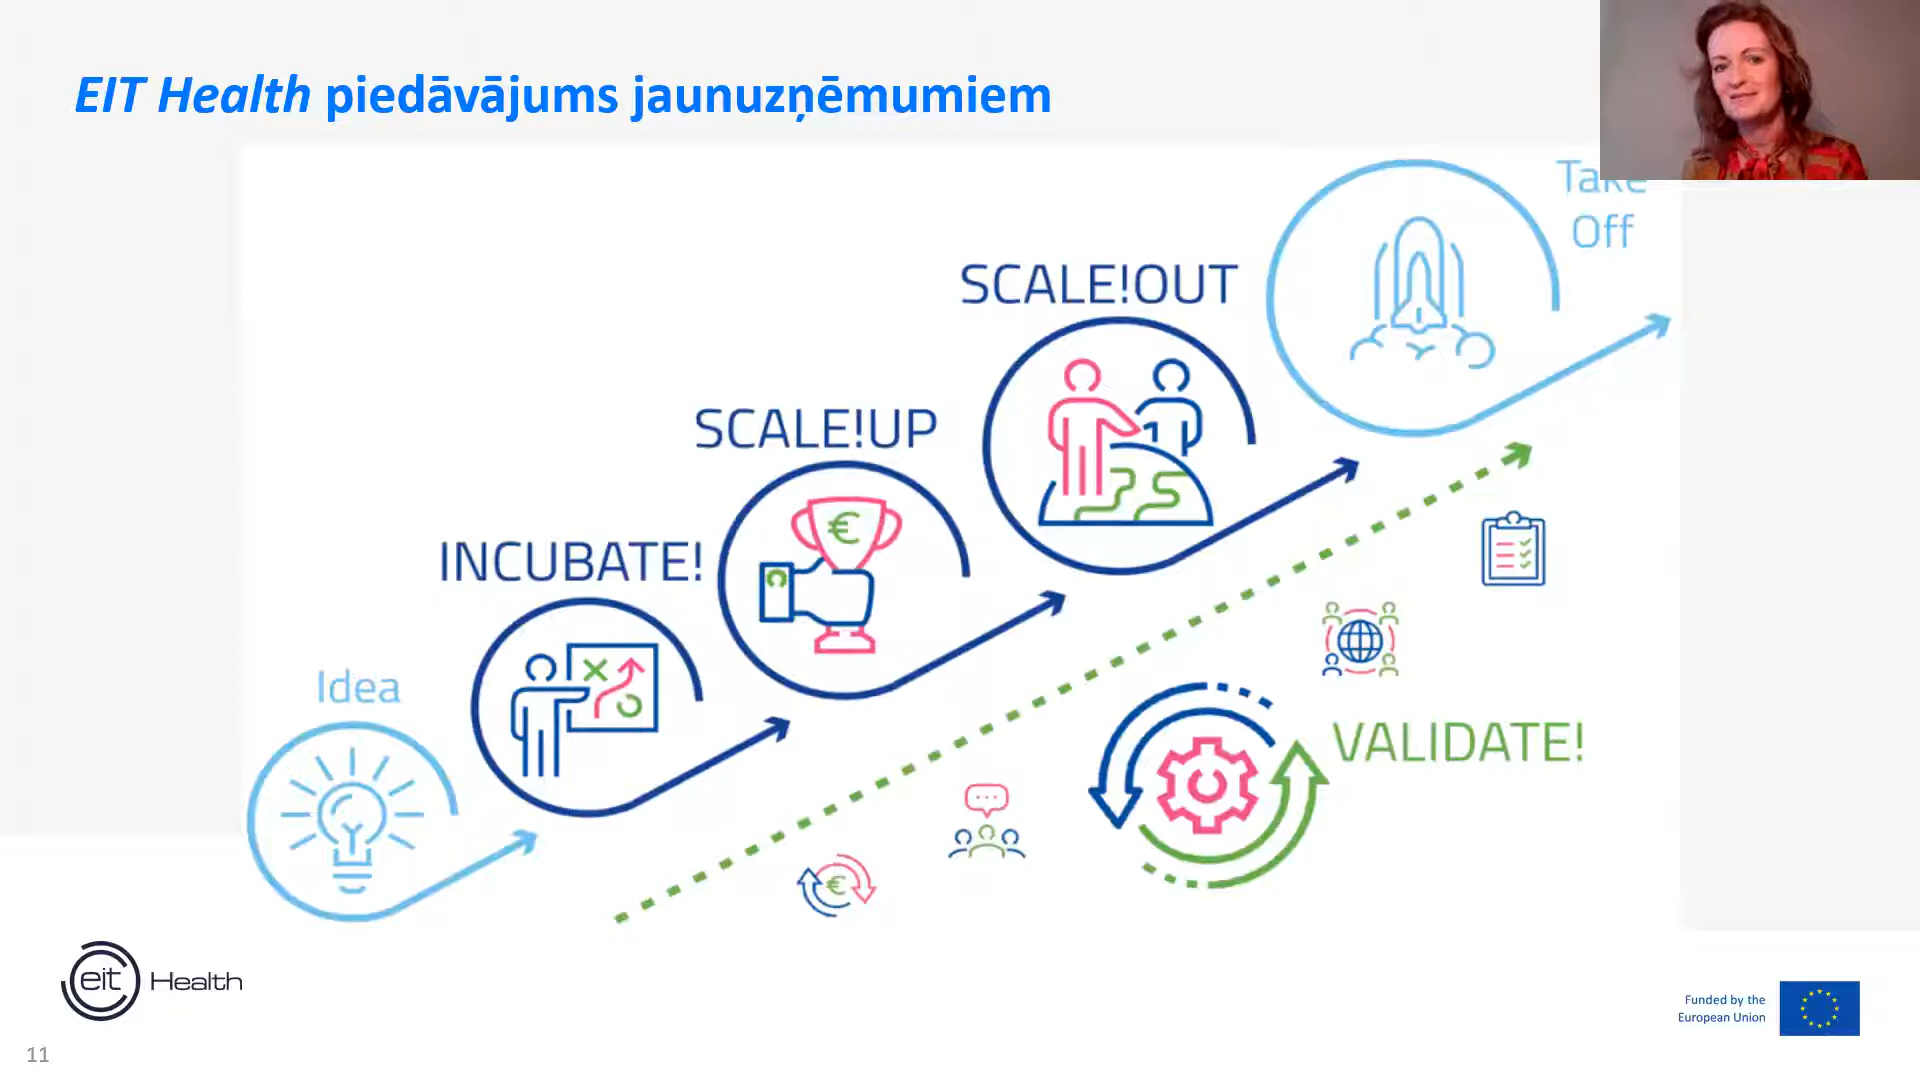 EIT Health piedāvājums jaunuzņēmumiem
Take
Off
SCALE!OUT
SCALE!UP
INCUBATE!
Idea
VALIDATE!
€
€
eit Health
Funded by the
European Union
11